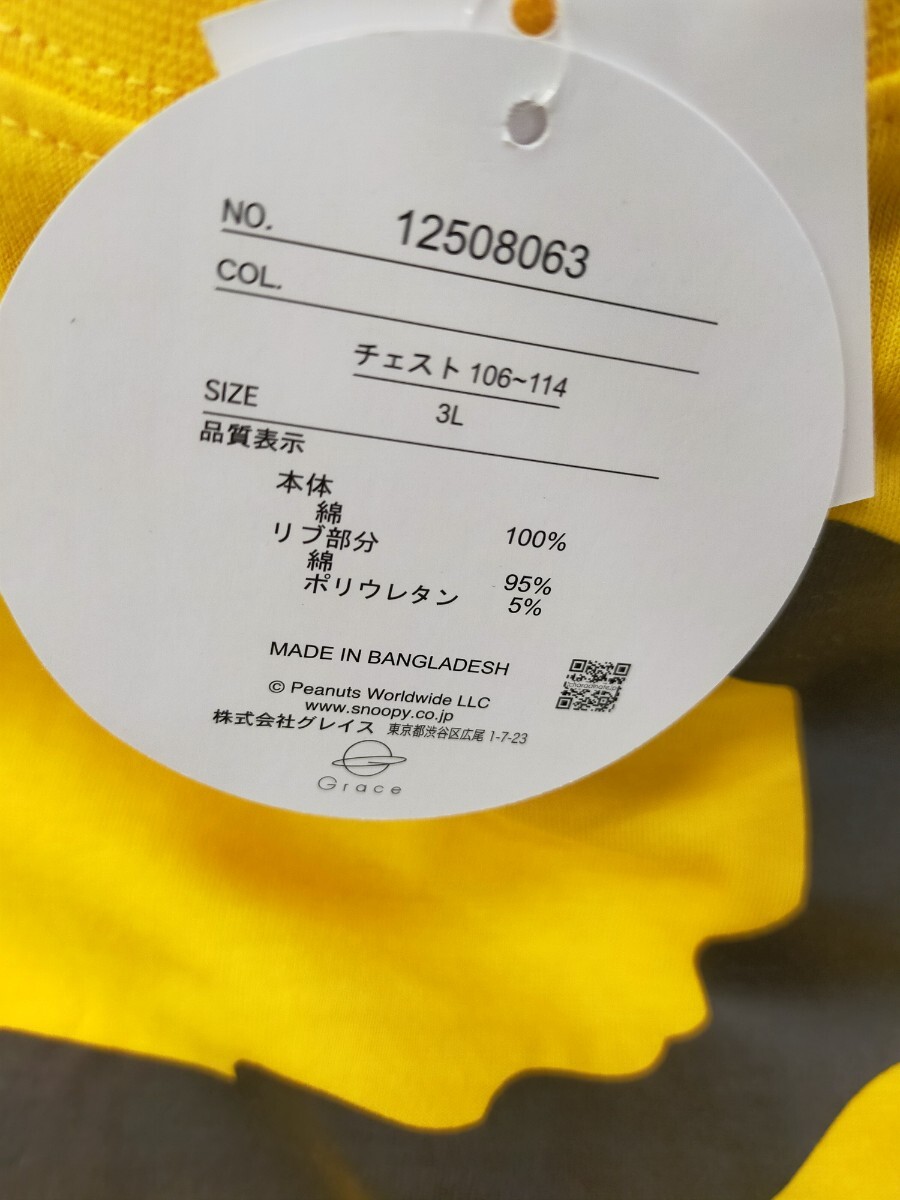 NO. 12508063
COL.
チェスト 106~114
SIZE 3L
品質表示
本体
綿 100%
リブ部分
綿 95%
ポリウレタン 5%
MADE IN BANGLADESH
© Peanuts Worldwide LLC
www.snoopy.co.jp
株式会社グレイス 東京都渋谷区広尾 1-7-23
Grace